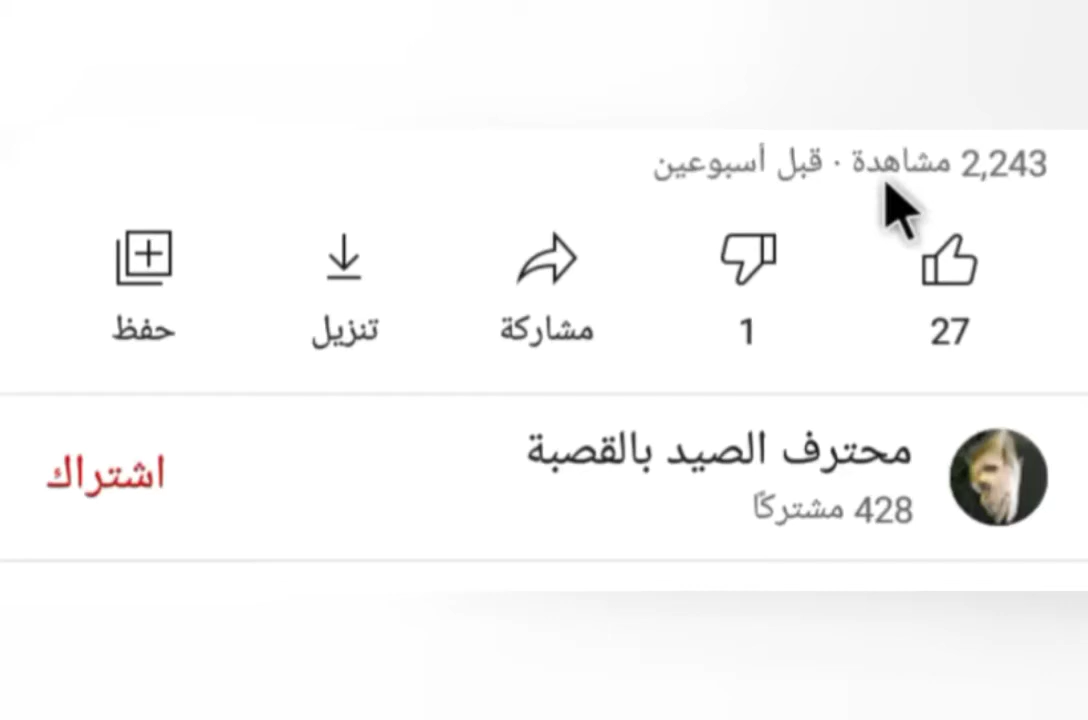 2,243 مشاهدة · قبل أسبوعين
27
1
مشاركة
تنزيل
حفظ
محترف الصيد بالقصبة
428 مشتركًا
اشتراك